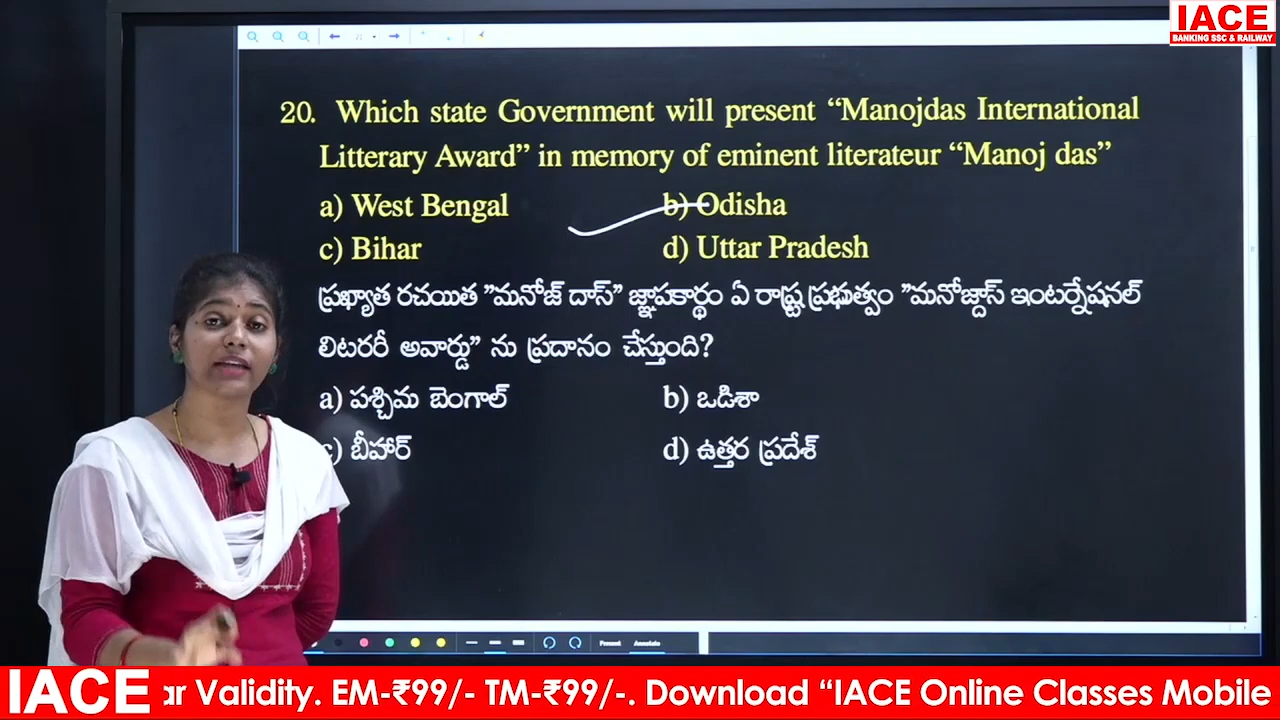 IACE
BANKING SSC & RAILWAY
20. Which state Government will present “Manojdas International
Litterary Award” in memory of eminent literateur “Manoj das”
a) West Bengal b) Odisha
c) Bihar d) Uttar Pradesh
ప్రఖ్యాత రచయిత ”మనోజ్ దాస్” జ్ఞాపకార్థం ఏ రాష్ట్ర ప్రభుత్వం ”మనోజ్దాస్ ఇంటర్నేషనల్
లిటరరీ అవార్డు” ను ప్రదానం చేస్తుంది?
a) పశ్చిమ బెంగాల్ b) ఒడిశా
c) బీహార్ d) ఉత్తర ప్రదేశ్
Present Annotate
IACE ar Validity. EM-₹99/- TM-₹99/-. Download “IACE Online Classes Mobile